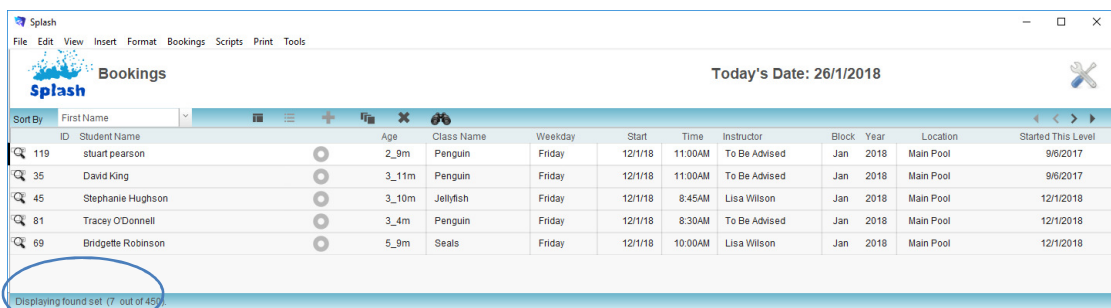 Splash
File Edit View Insert Format Bookings Scripts Print Tools
Splash
Bookings
Today's Date: 26/1/2018
Sort By First Name
ID Student Name Age Class Name Weekday Start Time Instructor Block Year Location Started This Level
119 stuart pearson 2_9m Penguin Friday 12/1/18 11:00AM To Be Advised Jan 2018 Main Pool 9/6/2017
35 David King 3_11m Penguin Friday 12/1/18 11:00AM To Be Advised Jan 2018 Main Pool 9/6/2017
45 Stephanie Hughson 3_10m Jellyfish Friday 12/1/18 8:45AM Lisa Wilson Jan 2018 Main Pool 12/1/2018
81 Tracey O'Donnell 3_4m Penguin Friday 12/1/18 8:30AM To Be Advised Jan 2018 Main Pool 12/1/2018
69 Bridgette Robinson 5_9m Seals Friday 12/1/18 10:00AM Lisa Wilson Jan 2018 Main Pool 12/1/2018
Displaying found set (7 out of 450).